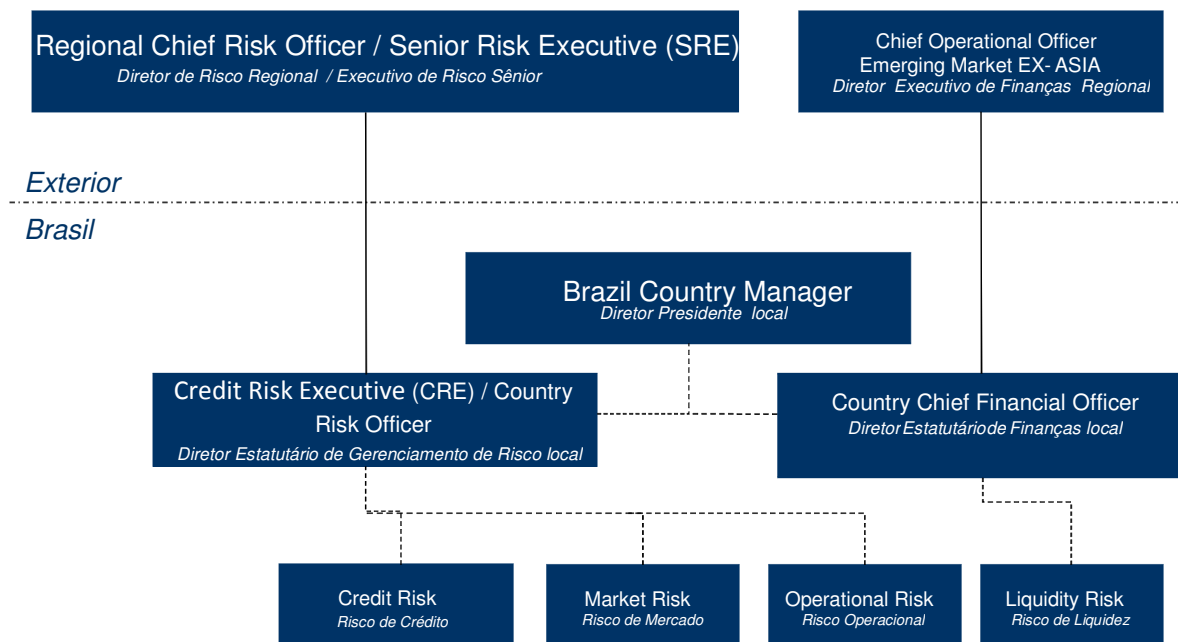 Regional Chief Risk Officer / Senior Risk Executive (SRE)
Diretor de Risco Regional / Executivo de Risco Sênior
Chief Operational Officer
Emerging Market EX- ASIA
Diretor Executivo de Finanças Regional
Exterior
Brasil
Brazil Country Manager
Diretor Presidente local
Credit Risk Executive (CRE) / Country
Risk Officer
Diretor Estatutário de Gerenciamento de Risco local
Country Chief Financial Officer
Diretor Estatutário de Finanças local
Credit Risk
Risco de Crédito
Market Risk
Risco de Mercado
Operational Risk
Risco Operacional
Liquidity Risk
Risco de Liquidez